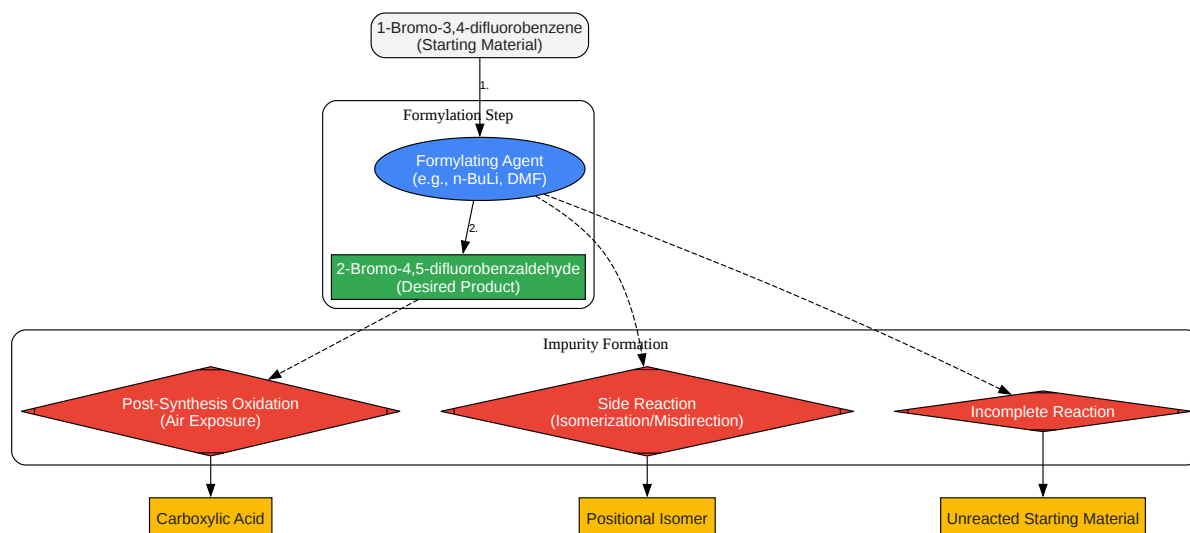 1-Bromo-3,4-difluorobenzene
(Starting Material)
1.
Formylation Step
Formylating Agent
(e.g., n-BuLi, DMF)
2.
2-Bromo-4,5-difluorobenzaldehyde
(Desired Product)
Impurity Formation
Post-Synthesis Oxidation
(Air Exposure)
Side Reaction
(Isomerization/Misdirection)
Incomplete Reaction
Carboxylic Acid
Positional Isomer
Unreacted Starting Material